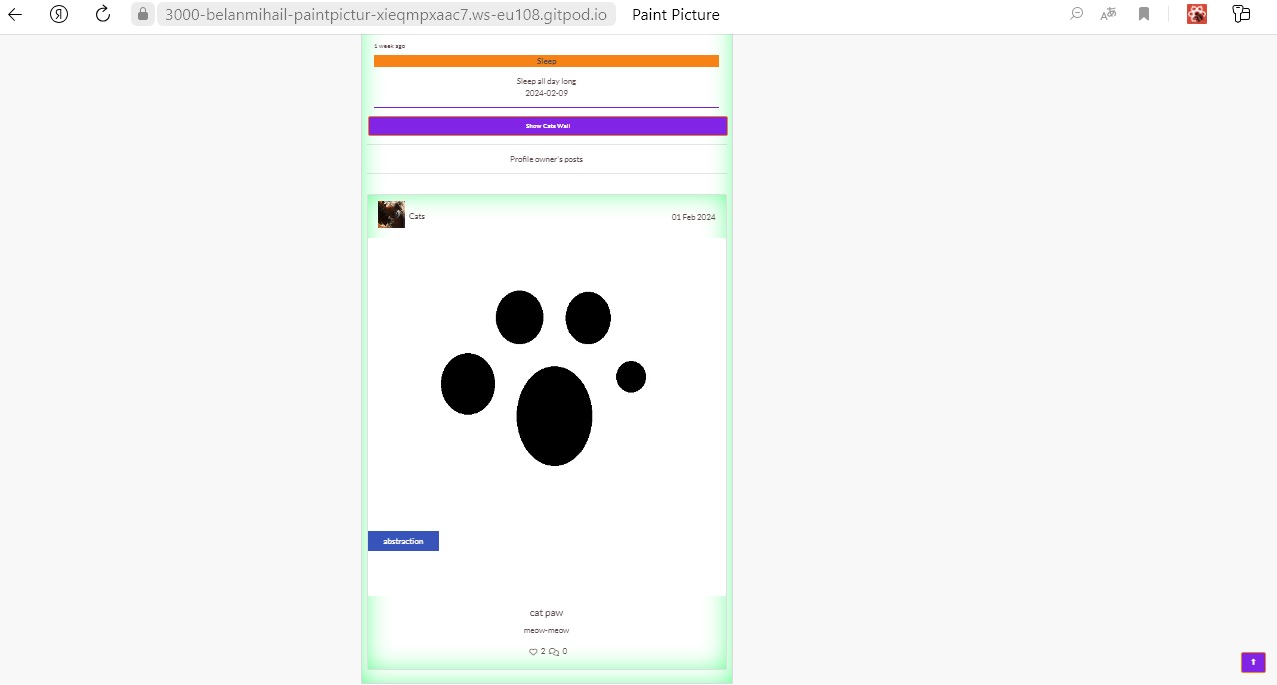 3000-belanmihail-paintpictur-xieqmpxaac7.ws-eu108.gitpod.io Paint Picture
1 week ago
Sleep
Sleep all day long
2024-02-09
Show Cats Wall
Profile owner's posts
Cats 01 Feb 2024
abstraction
cat paw
meow-meow
2 0